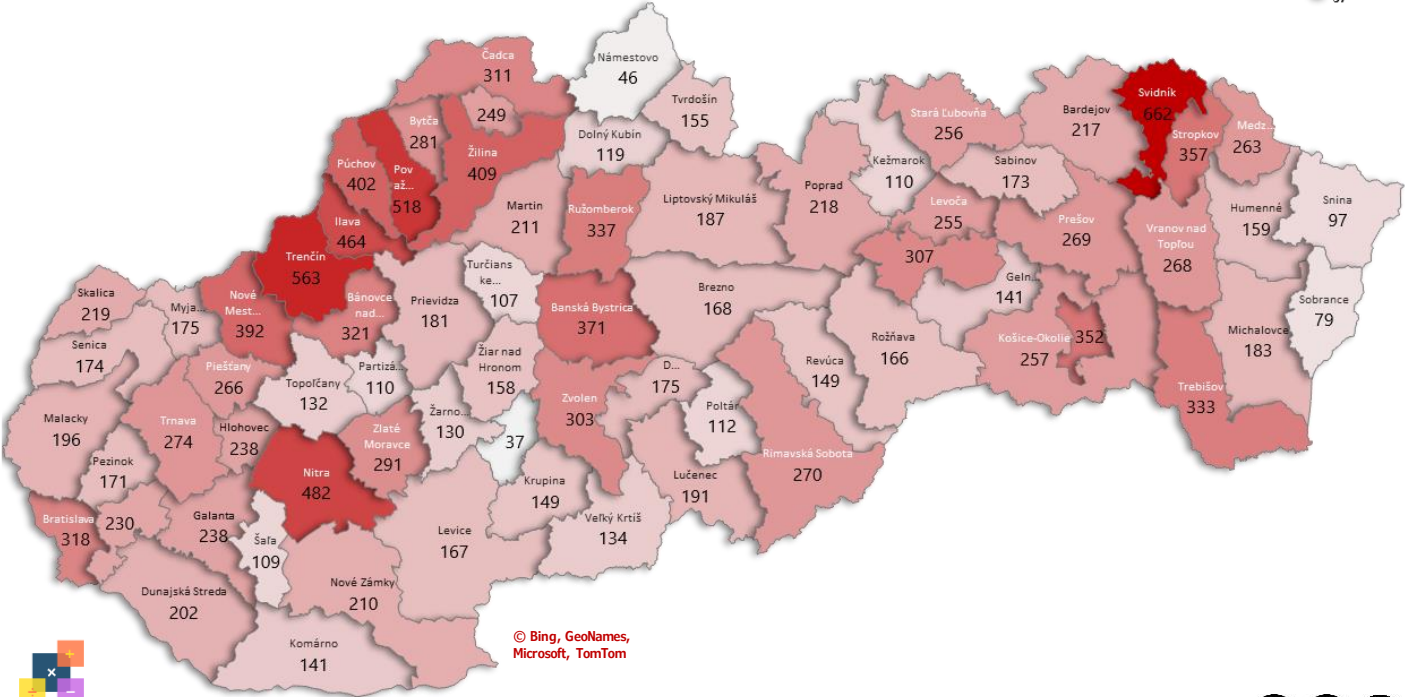 Čadca
311
Námestovo
46
Tvrdošín
155
249
Bytča
281
Dolný Kubín
119
Žilina
409
Púchov
402
Pov
až...
518
Ilava
464
Trenčín
563
Martin
211
Ružomberok
337
Liptovský Mikuláš
187
Poprad
218
Kežmarok
110
Stará Ľubovňa
256
Sabinov
173
Bardejov
217
Svidník
662
Stropkov
357
Medz...
263
Snina
97
Humenné
159
Levoča
255
Prešov
269
Vranov nad
Topľou
268
307
Geln...
141
Sobrance
79
Michalovce
183
Trebišov
333
Košice-Okolie
257
352
Rožňava
166
Revúca
149
Brezno
168
Banská Bystrica
371
Turčians
ke...
107
Prievidza
181
Bánovce
nad...
321
Nové
Mest...
392
Myja...
175
Skalica
219
Senica
174
Piešťany
266
Topoľčany
132
Partizá...
110
Žiar nad
Hronom
158
Žarno...
130
37
Zvolen
303
D...
175
Poltár
112
Rimavská Sobota
270
Lučenec
191
Veľký Krtíš
134
Krupina
149
Levice
167
Zlaté
Moravce
291
Nitra
482
Hlohovec
238
Trnava
274
Malacky
196
Pezinok
171
Bratislava
318
230
Galanta
238
Šaľa
109
Dunajská Streda
202
Nové Zámky
210
Komárno
141
© Bing, GeoNames,
Microsoft, TomTom